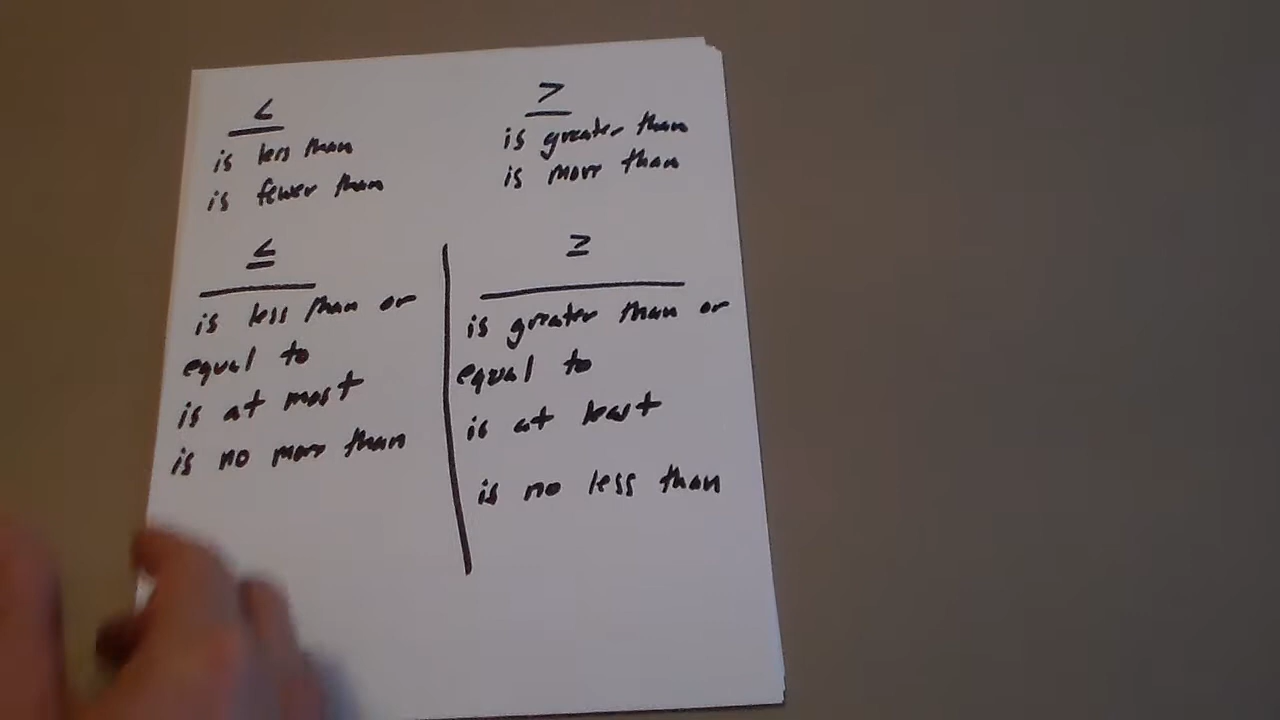 <
is less than
is fewer than
>
is greater than
is more than
≤
is less than or
equal to
is at most
is no more than
≥
is greater than or
equal to
is at least
is no less than